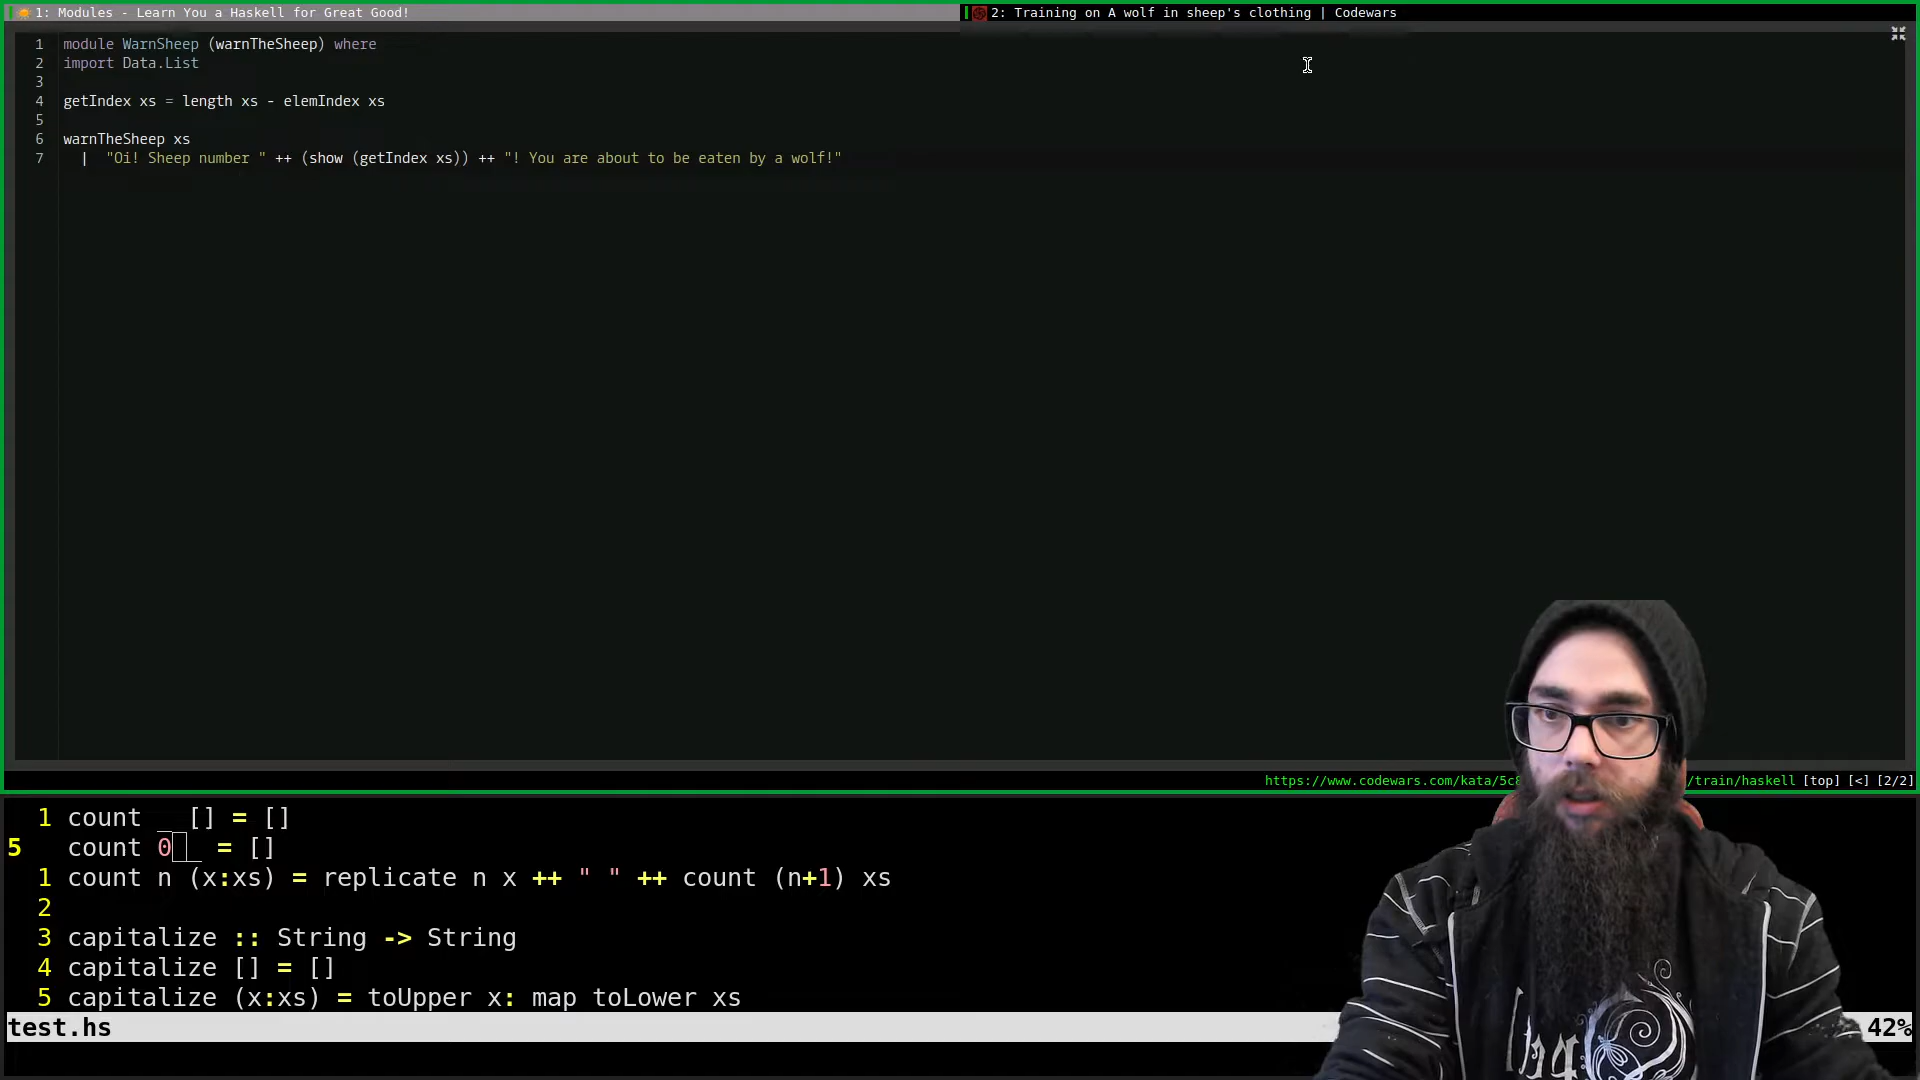 1: Modules - Learn You a Haskell for Great Good!
2: Training on A wolf in sheep's clothing | Codewars
1 module WarnSheep (warnTheSheep) where
2 import Data.List
3
4 getIndex xs = length xs - elemIndex xs
5
6 warnTheSheep xs
7 | "Oi! Sheep number " ++ (show (getIndex xs)) ++ "! You are about to be eaten by a wolf!"
https://www.codewars.com/kata/5c8 /train/haskell [top] [<] [2/2]
1 count _ [] = []
5 count 0 _ = []
1 count n (x:xs) = replicate n x ++ " " ++ count (n+1) xs
2
3 capitalize :: String -> String
4 capitalize [] = []
5 capitalize (x:xs) = toUpper x: map toLower xs
test.hs 42%